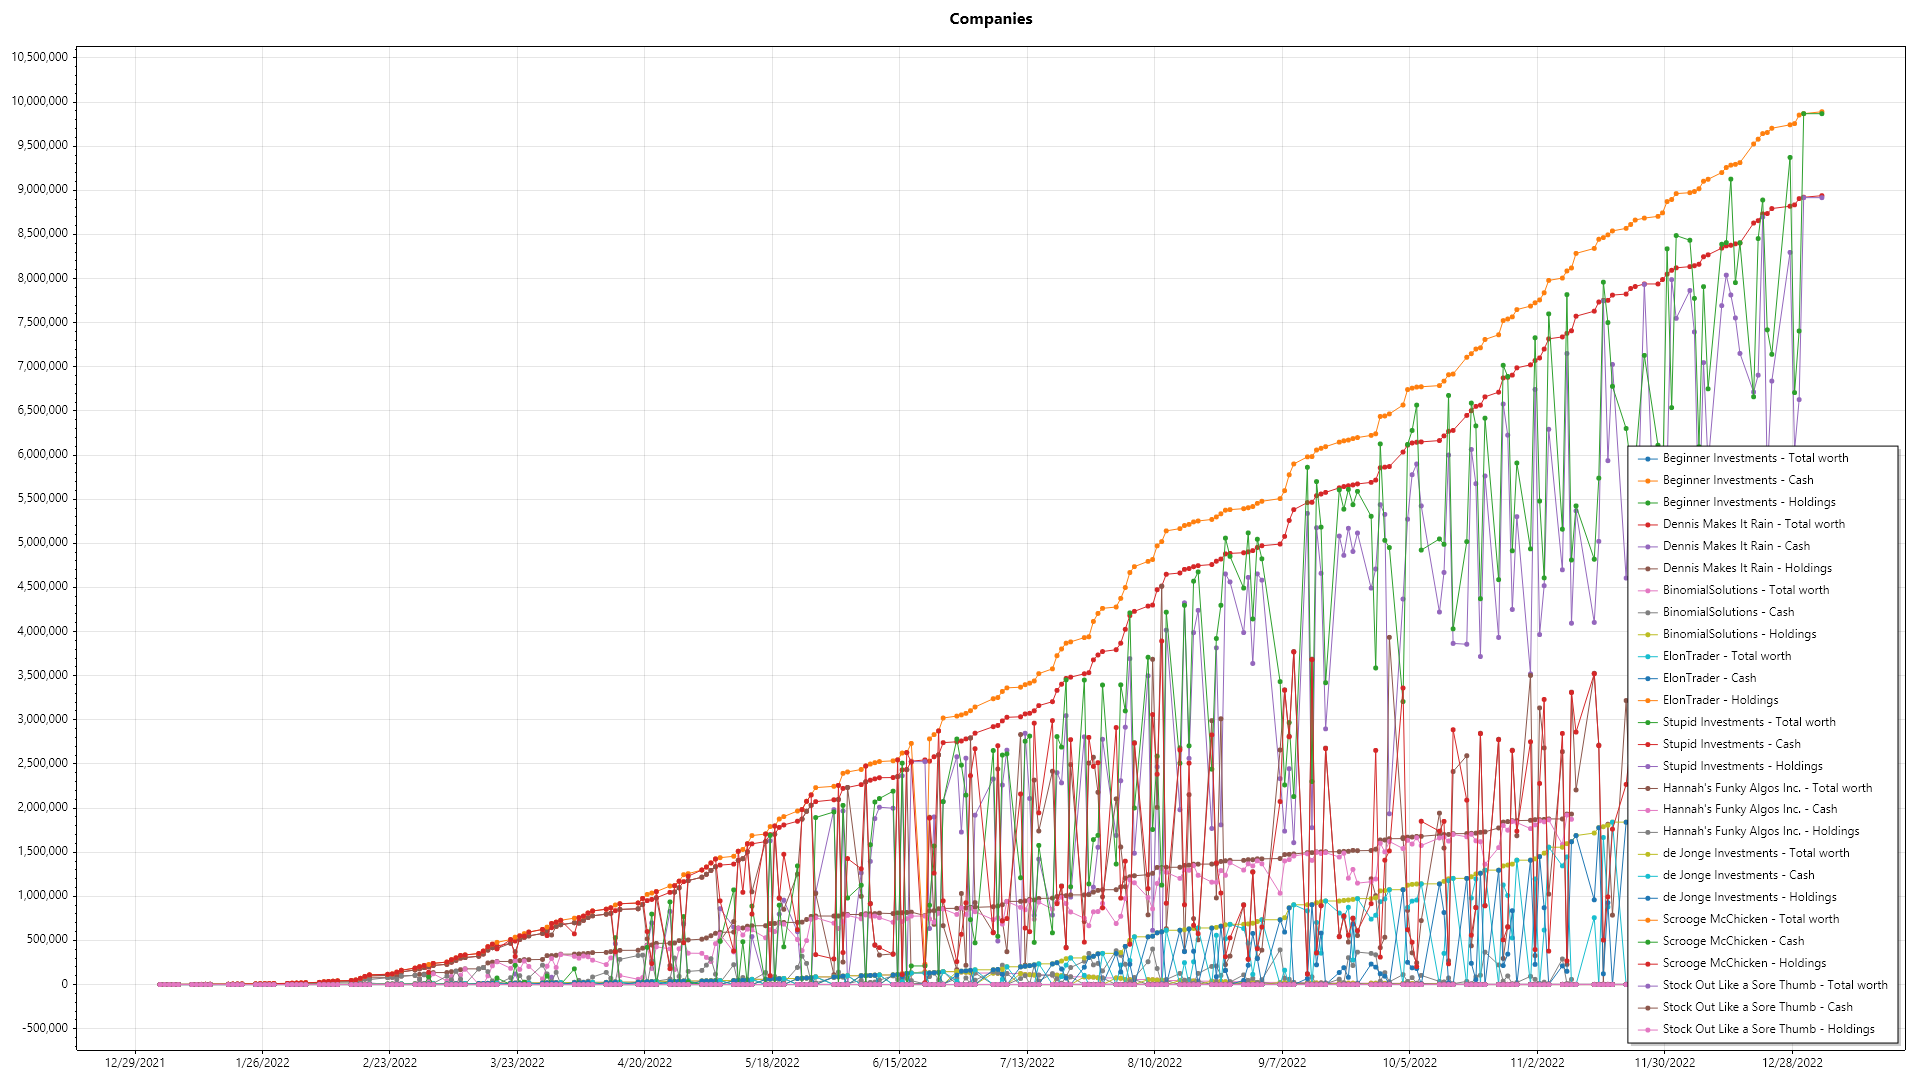 Companies
10,500,000
10,000,000
9,500,000
9,000,000
8,500,000
8,000,000
7,500,000
7,000,000
6,500,000
6,000,000
5,500,000
5,000,000
4,500,000
4,000,000
3,500,000
3,000,000
2,500,000
2,000,000
1,500,000
1,000,000
500,000
0
-500,000
Beginner Investments - Total worth
Beginner Investments - Cash
Beginner Investments - Holdings
Dennis Makes It Rain - Total worth
Dennis Makes It Rain - Cash
Dennis Makes It Rain - Holdings
BinomialSolutions - Total worth
BinomialSolutions - Cash
BinomialSolutions - Holdings
ElonTrader - Total worth
ElonTrader - Cash
ElonTrader - Holdings
Stupid Investments - Total worth
Stupid Investments - Cash
Stupid Investments - Holdings
Hannah's Funky Algos Inc. - Total worth
Hannah's Funky Algos Inc. - Cash
Hannah's Funky Algos Inc. - Holdings
de Jonge Investments - Total worth
de Jonge Investments - Cash
de Jonge Investments - Holdings
Scrooge McChicken - Total worth
Scrooge McChicken - Cash
Scrooge McChicken - Holdings
Stock Out Like a Sore Thumb - Total worth
Stock Out Like a Sore Thumb - Cash
Stock Out Like a Sore Thumb - Holdings
12/29/2021 1/26/2022 2/23/2022 3/23/2022 4/20/2022 5/18/2022 6/15/2022 7/13/2022 8/10/2022 9/7/2022 10/5/2022 11/2/2022 11/30/2022 12/28/2022